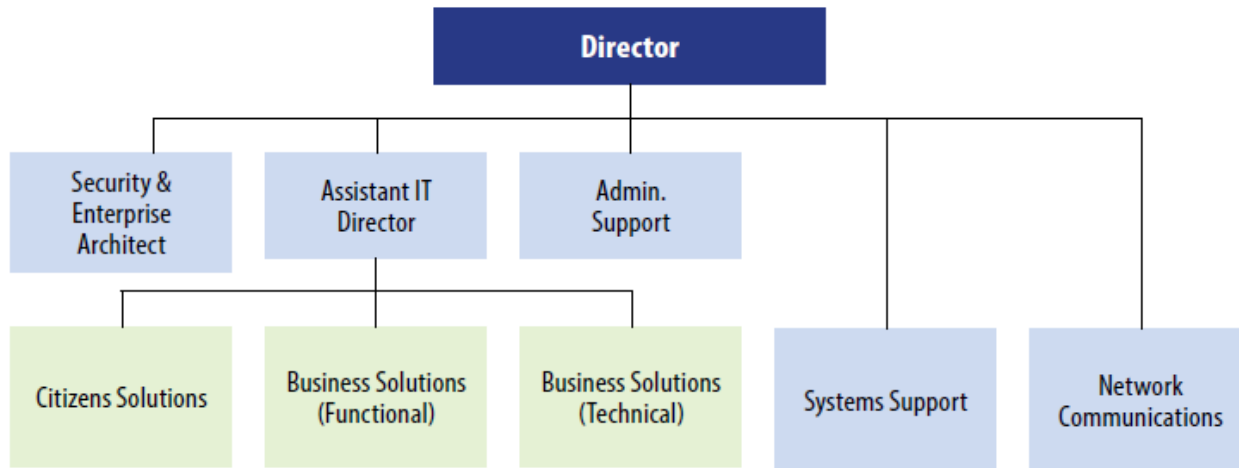 Director
Security &
Enterprise
Architect
Assistant IT
Director
Admin.
Support
Citizens Solutions
Business Solutions
(Functional)
Business Solutions
(Technical)
Systems Support
Network
Communications